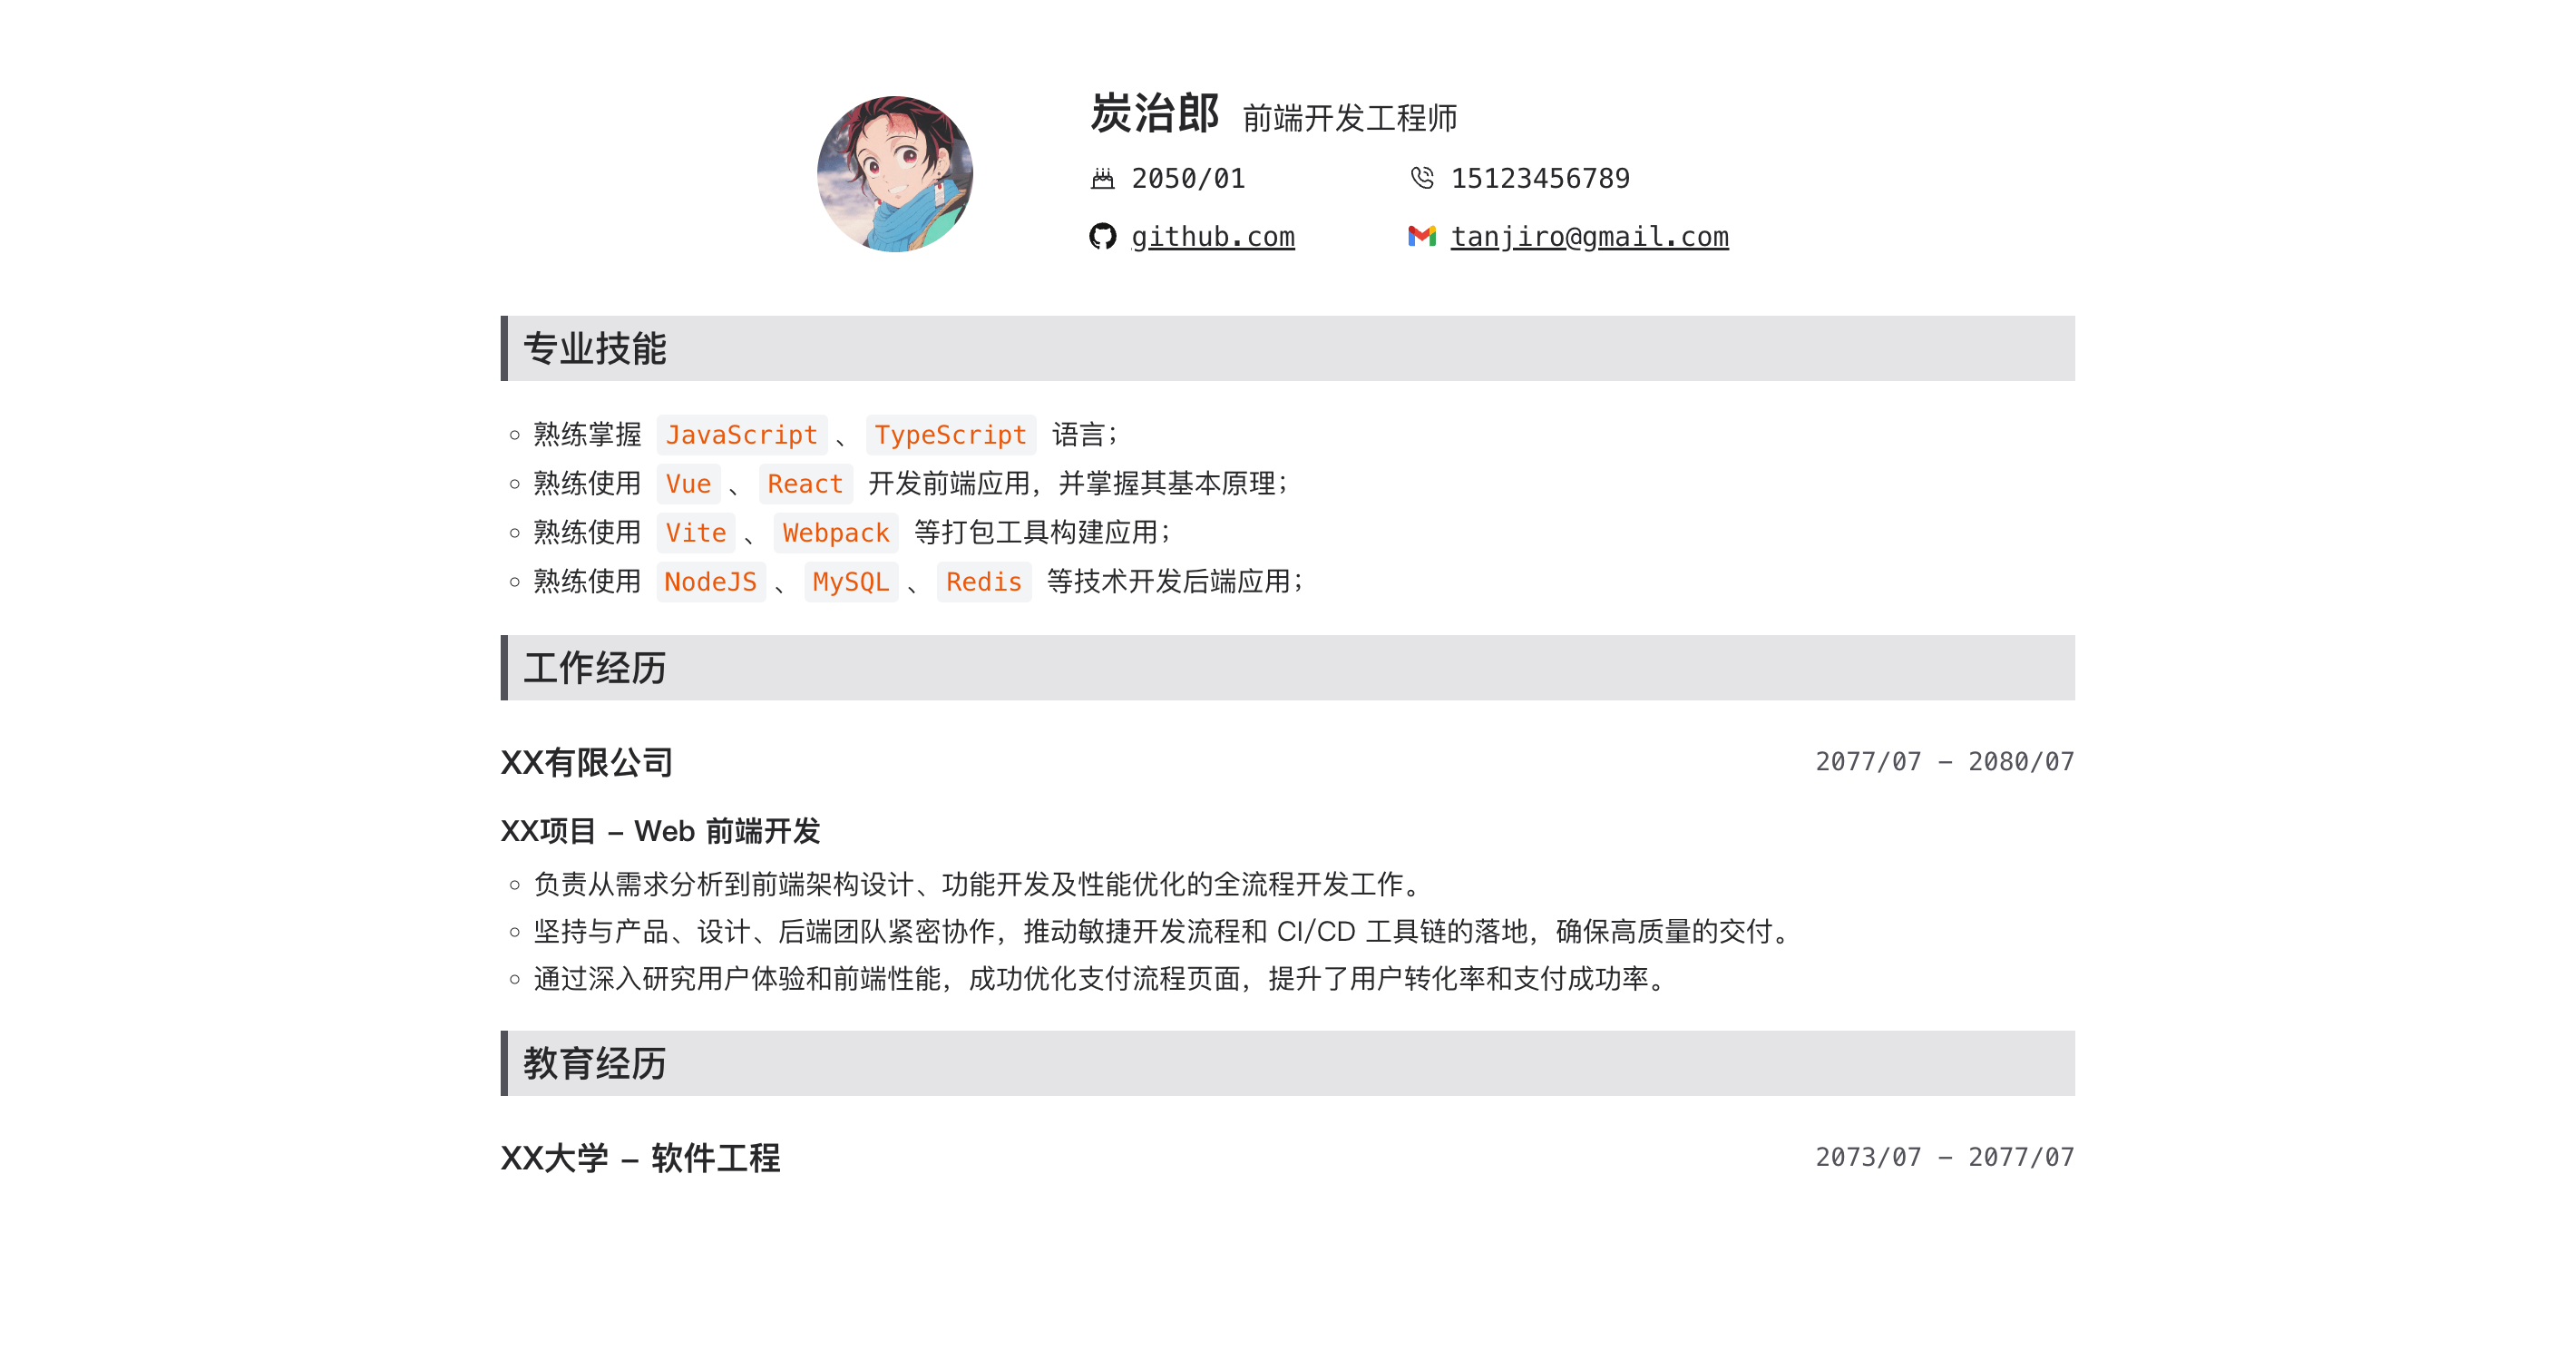 炭治郎 前端开发工程师
2050/01 15123456789
github.com tanjiro@gmail.com
专业技能
熟练掌握 JavaScript 、 TypeScript 语言；
熟练使用 Vue 、 React 开发前端应用，并掌握其基本原理；
熟练使用 Vite 、 Webpack 等打包工具构建应用；
熟练使用 NodeJS 、 MySQL 、 Redis 等技术开发后端应用；
工作经历
XX有限公司 2077/07 - 2080/07
XX项目 - Web 前端开发
负责从需求分析到前端架构设计、功能开发及性能优化的全流程开发工作。
坚持与产品、设计、后端团队紧密协作，推动敏捷开发流程和 CI/CD 工具链的落地，确保高质量的交付。
通过深入研究用户体验和前端性能，成功优化支付流程页面，提升了用户转化率和支付成功率。
教育经历
XX大学 - 软件工程 2073/07 - 2077/07